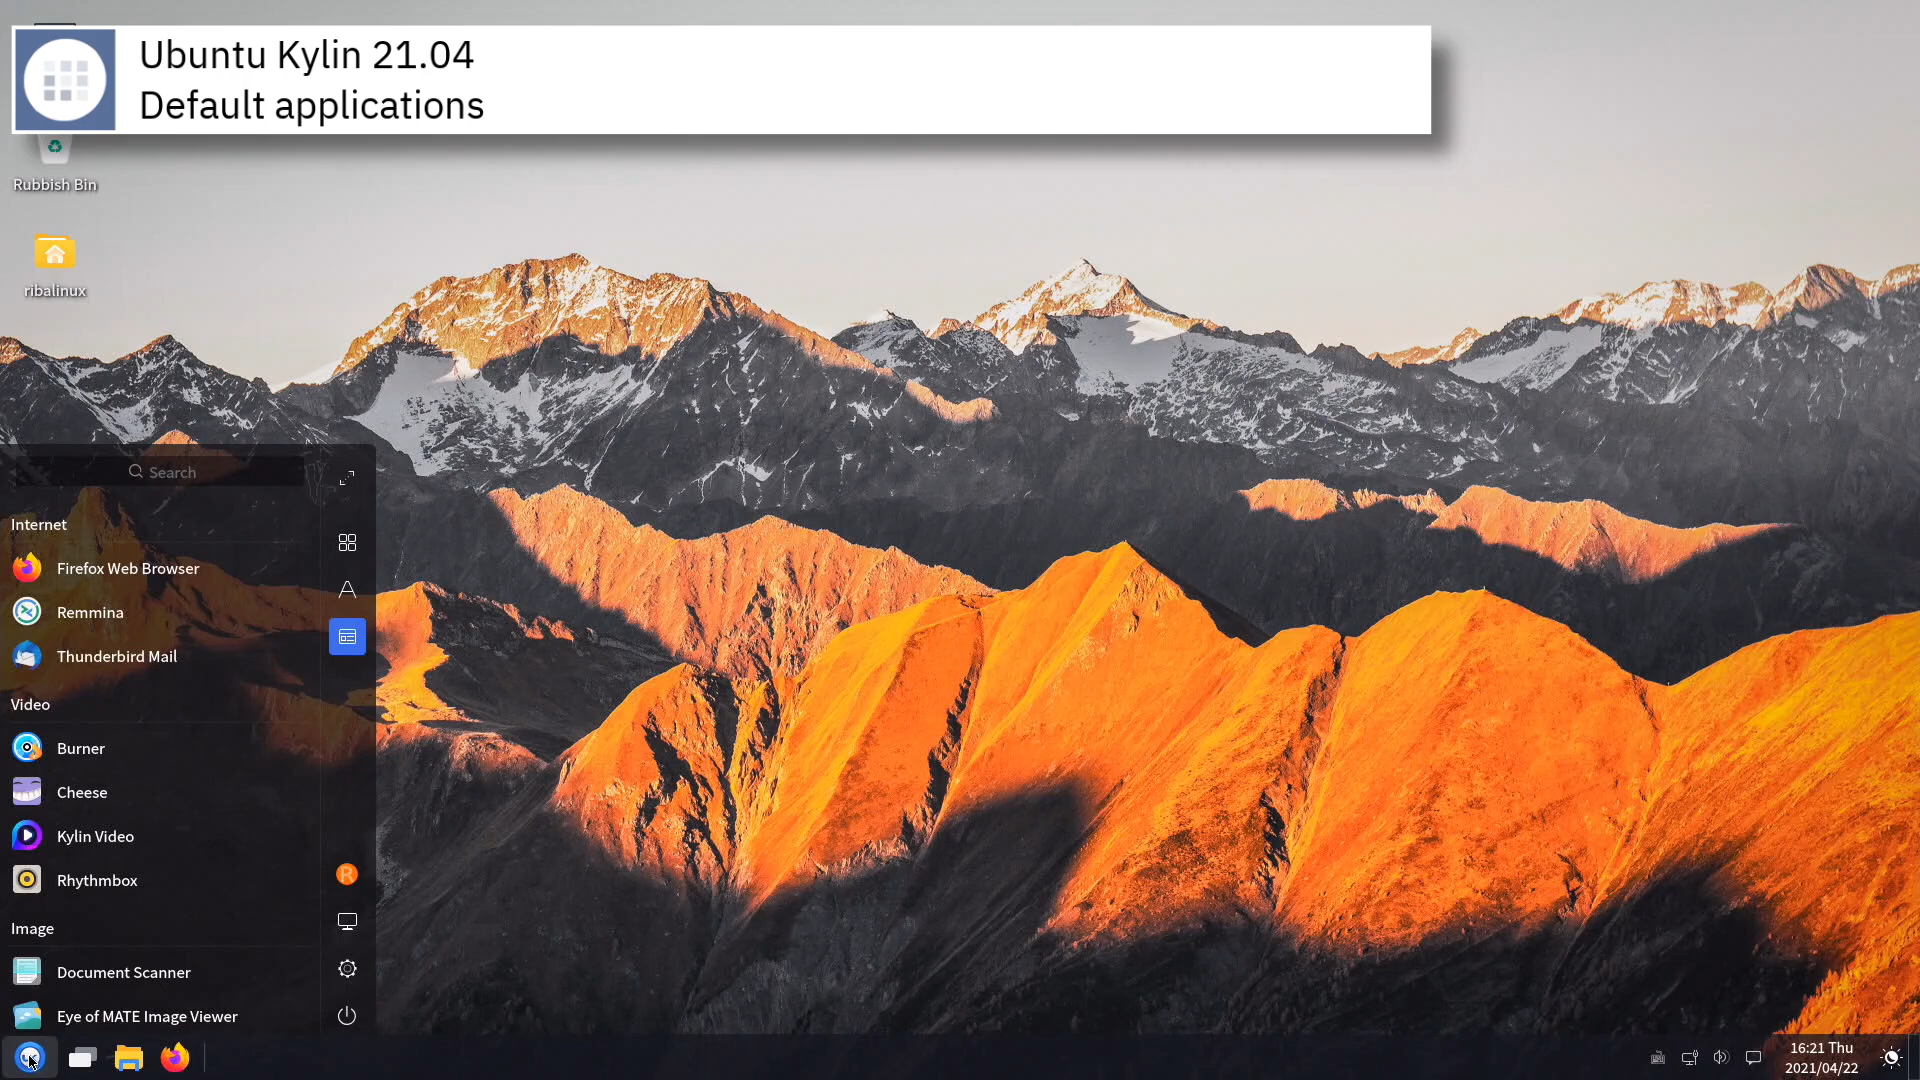 Ubuntu Kylin 21.04
Default applications
Rubbish Bin
ribalinux
Search
Internet
Firefox Web Browser
Remmina
Thunderbird Mail
Video
Burner
Cheese
Kylin Video
Rhythmbox
Image
Document Scanner
Eye of MATE Image Viewer
R
16:21 Thu
2021/04/22